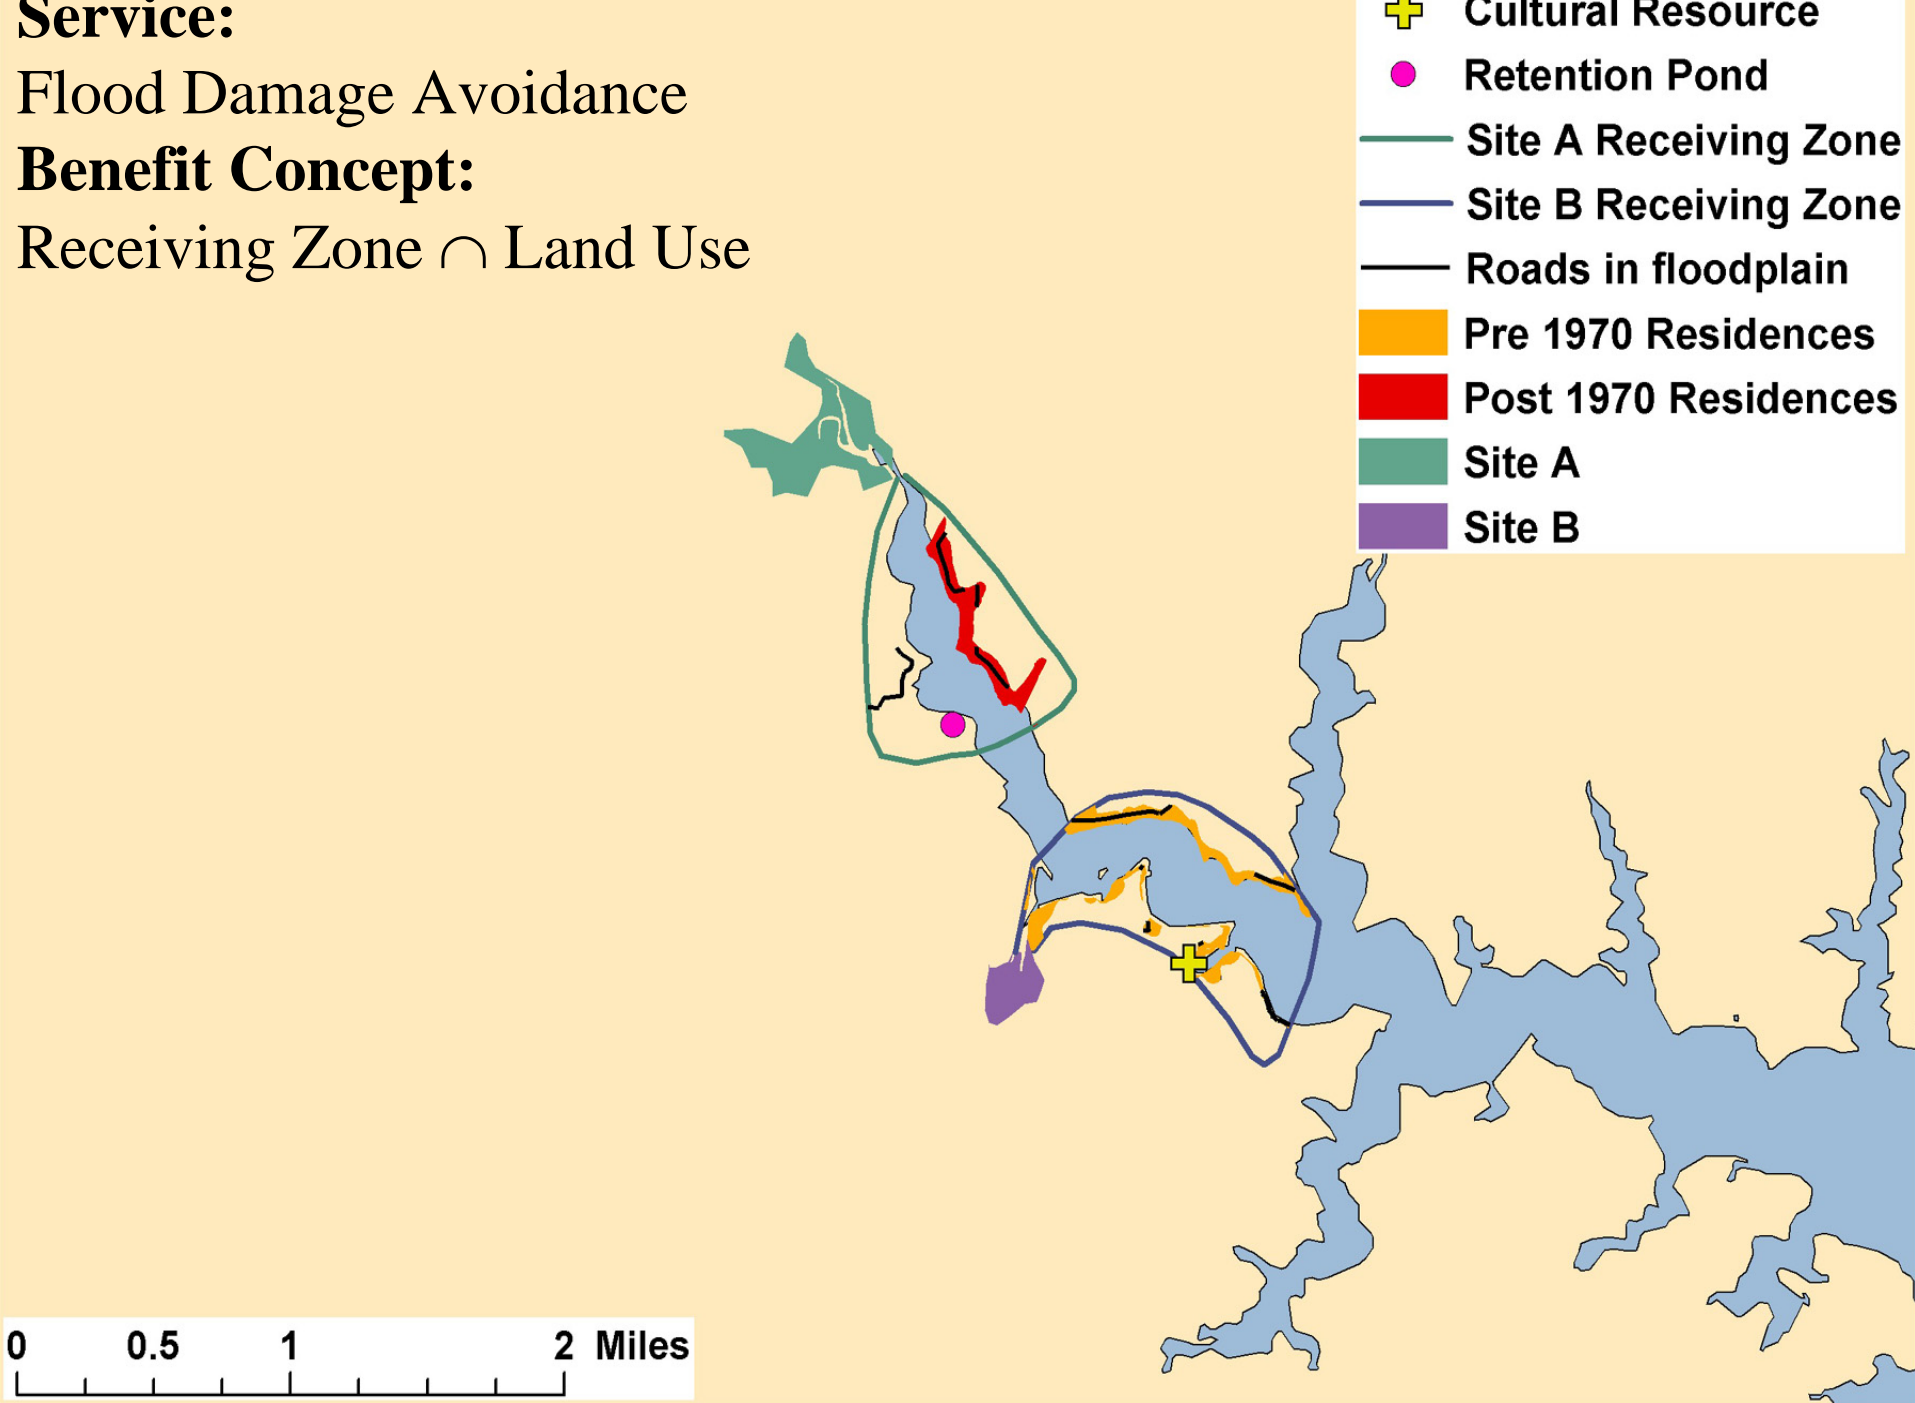 Service:
Flood Damage Avoidance
Benefit Concept:
Receiving Zone ∩ Land Use
Cultural Resource
Retention Pond
Site A Receiving Zone
Site B Receiving Zone
Roads in floodplain
Pre 1970 Residences
Post 1970 Residences
Site A
Site B
0 0.5 1 2 Miles